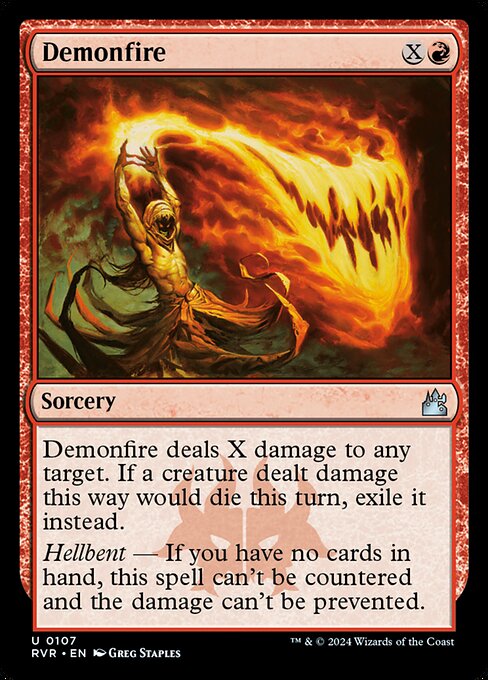 Demonfire X
Sorcery
Demonfire deals X damage to any
target. If a creature dealt damage
this way would die this turn, exile it
instead.
Hellbent — If you have no cards in
hand, this spell can't be countered
and the damage can't be prevented.
U 0107
RVR • EN Greg Staples
™ & © 2024 Wizards of the Coast